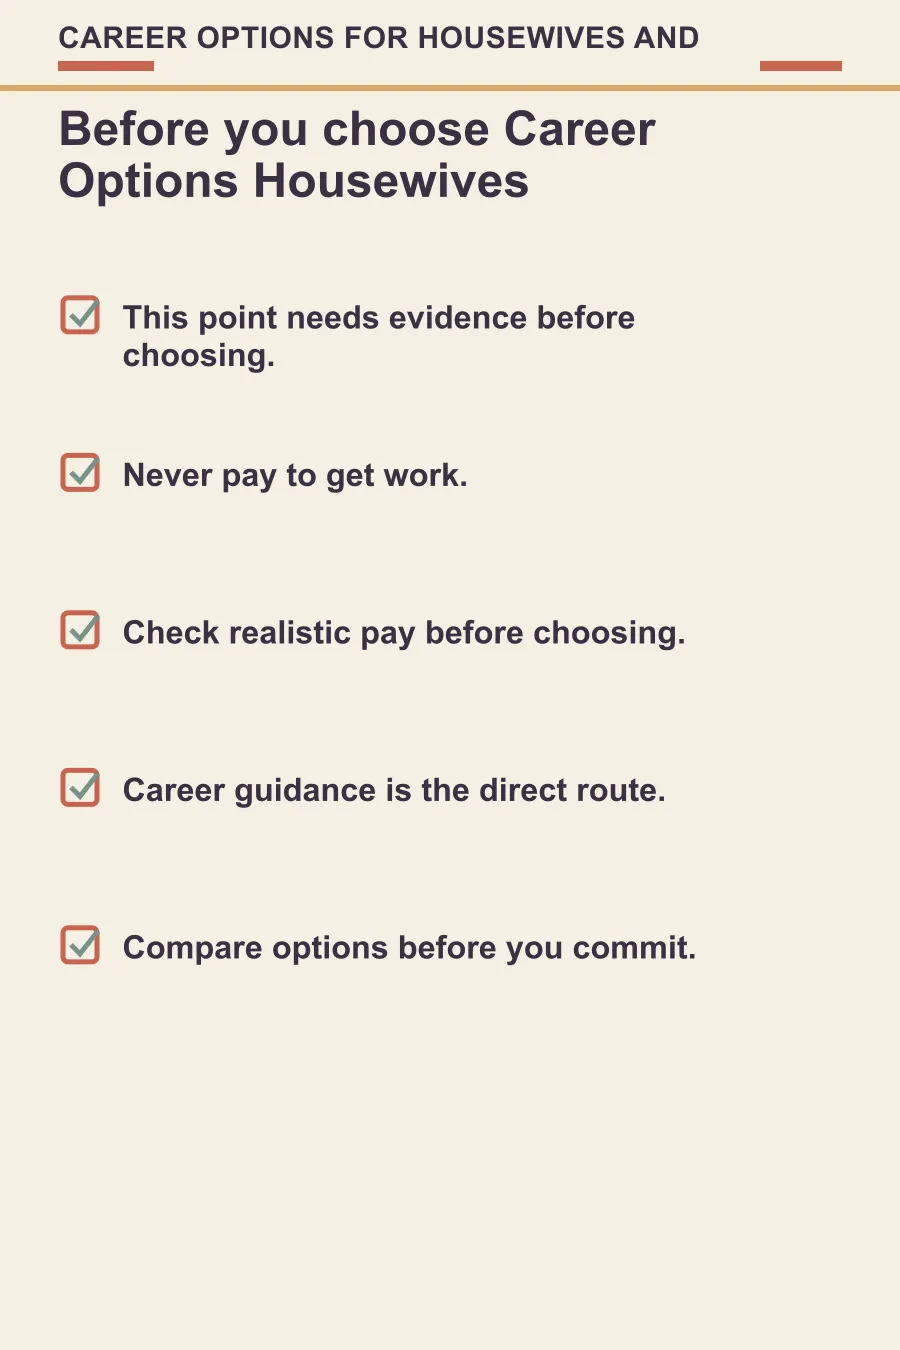 CAREER OPTIONS FOR HOUSEWIVES AND
Before you choose Career
Options Housewives
This point needs evidence before
choosing.
Never pay to get work.
Check realistic pay before choosing.
Career guidance is the direct route.
Compare options before you commit.